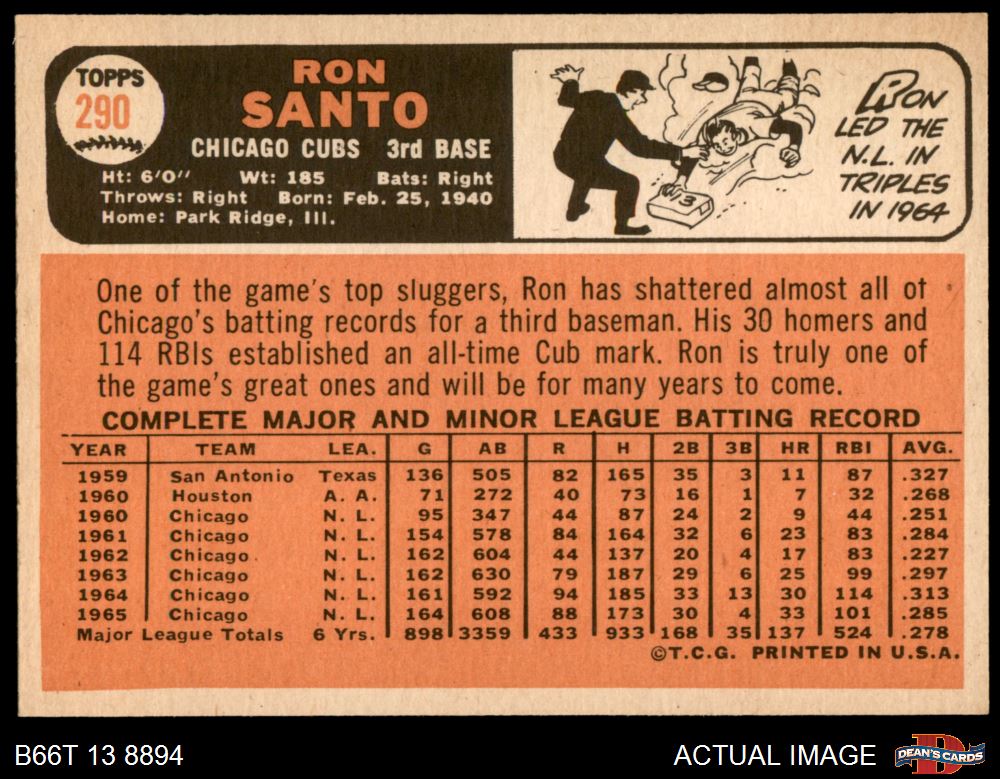 TOPPS
290
RON
SANTO
CHICAGO CUBS 3rd BASE
Ht: 6'0" Wt: 185 Bats: Right
Throws: Right Born: Feb. 25, 1940
Home: Park Ridge, Ill.
3
RON
LED THE
N.L. IN
TRIPLES
IN 1964
One of the game's top sluggers, Ron has shattered almost all of
Chicago's batting records for a third baseman. His 30 homers and
114 RBIs established an all-time Cub mark. Ron is truly one of
the game's great ones and will be for many years to come.
COMPLETE MAJOR AND MINOR LEAGUE BATTING RECORD
YEAR TEAM LEA. G AB R H 2B 3B HR RBI AVG.
1959 San Antonio Texas 136 505 82 165 35 3 11 87 .327
1960 Houston A. A. 71 272 40 73 16 1 7 32 .268
1960 Chicago N. L. 95 347 44 87 24 2 9 44 .251
1961 Chicago N. L. 154 578 84 164 32 6 23 83 .284
1962 Chicago N. L. 162 604 44 137 20 4 17 83 .227
1963 Chicago N. L. 162 630 79 187 29 6 25 99 .297
1964 Chicago N. L. 161 592 94 185 33 13 30 114 .313
1965 Chicago N. L. 164 608 88 173 30 4 33 101 .285
Major League Totals 6 Yrs. 898 3359 433 933 168 35 137 524 .278
©T.C.G. PRINTED IN U.S.A.
B66T 13 8894
ACTUAL IMAGE
DEAN'S CARDS